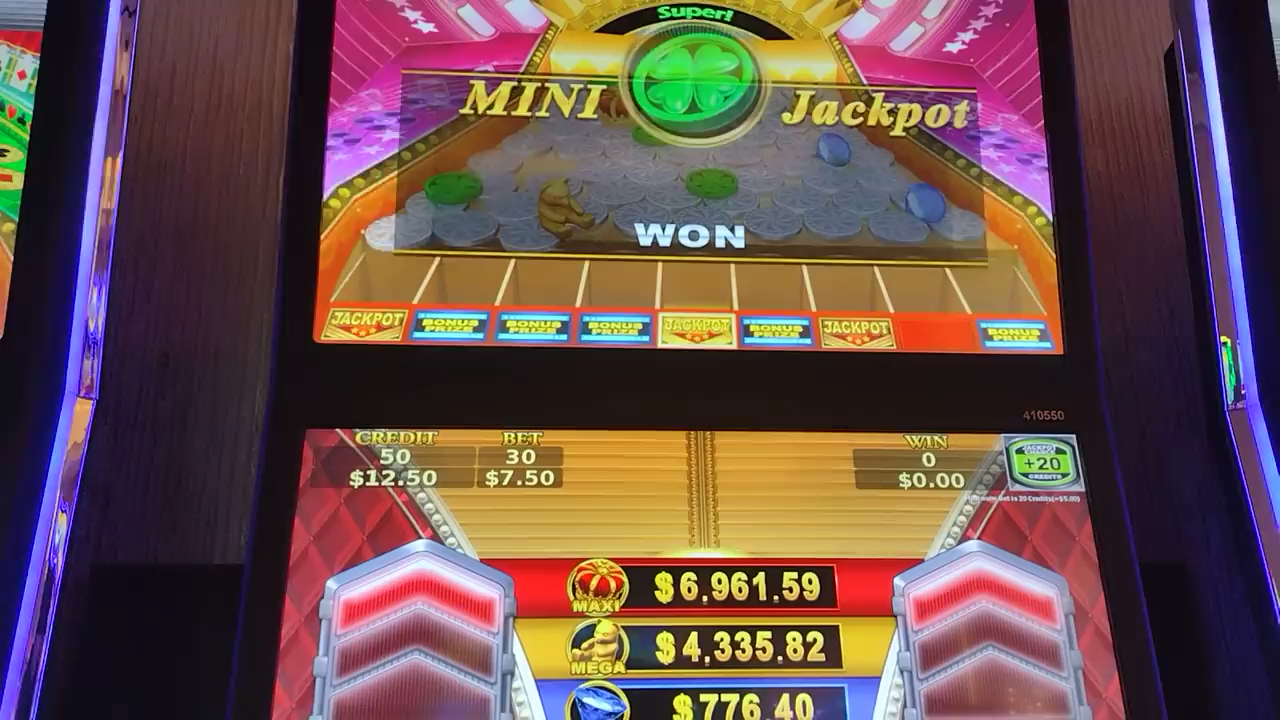 Super!
MINI Jackpot
WON
JACKPOT BONUS PRIZE BONUS PRIZE BONUS PRIZE JACKPOT BONUS PRIZE JACKPOT BONUS PRIZE
410550
CREDIT BET WIN
50 30 0
$12.50 $7.50 $0.00
+20
CREDITS
MAXI $6,961.59
MEGA $4,335.82
$776.40